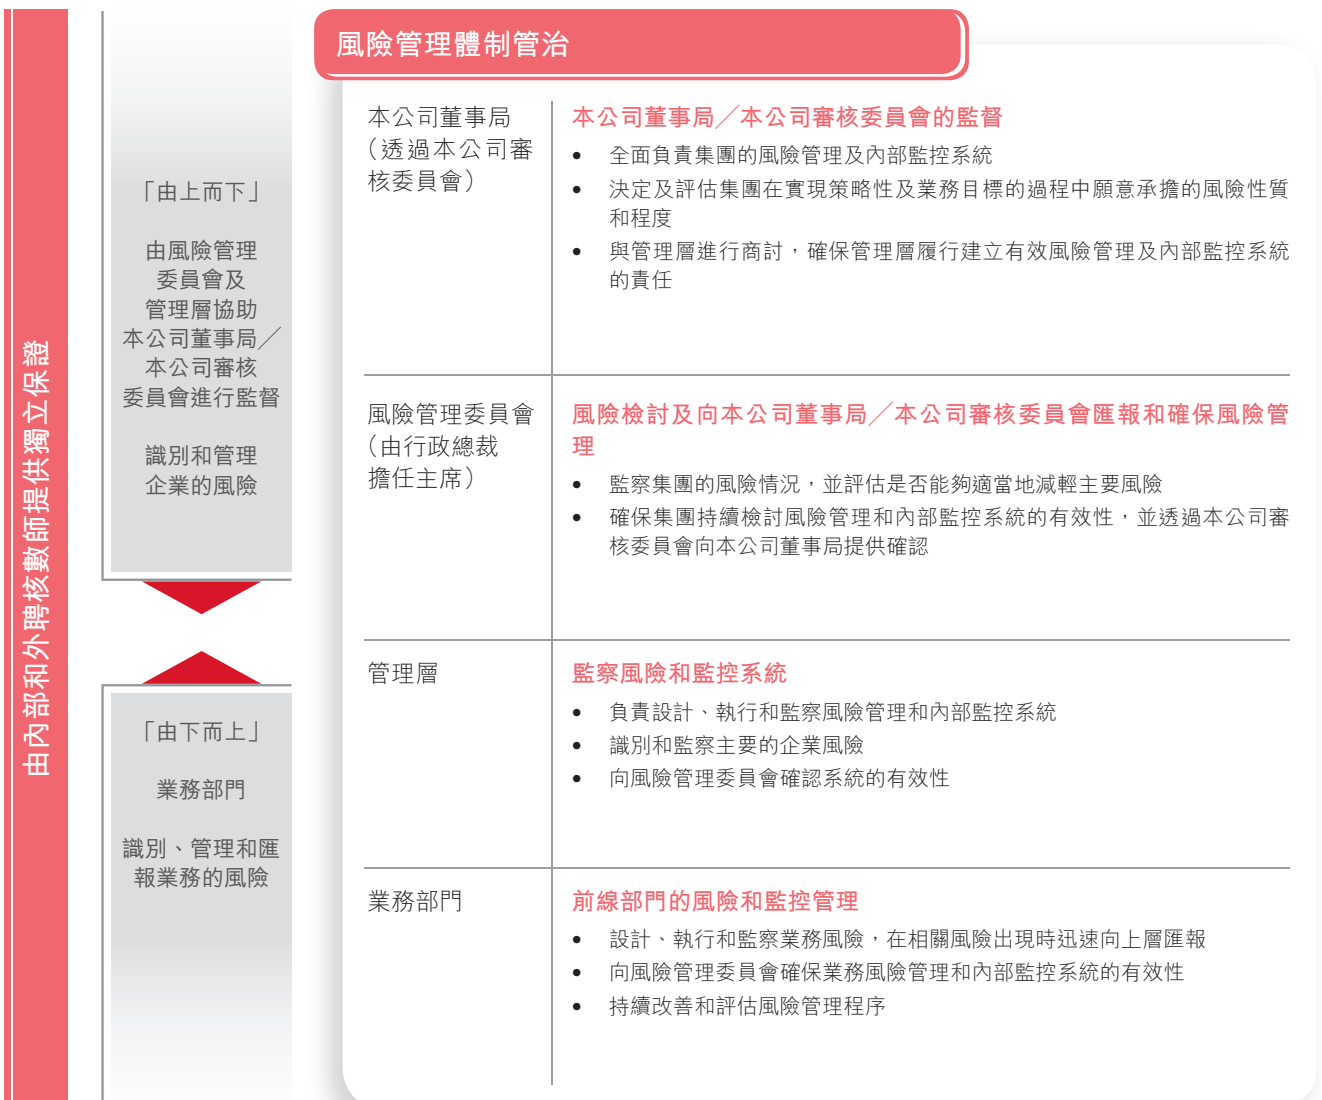 由內部和外聘核數師提供獨立保證
「由上而下」
由風險管理
委員會及
管理層協助
本公司董事局╱
本公司審核
委員會進行監督
識別和管理
企業的風險
「由下而上」
業務部門
識別、管理和匯
報業務的風險
風險管理體制管治
本公司董事局
（透過本公司審
核委員會）
本公司董事局╱本公司審核委員會的監督
• 全面負責集團的風險管理及內部監控系統
• 決定及評估集團在實現策略性及業務目標的過程中願意承擔的風險性質
和程度
• 與管理層進行商討，確保管理層履行建立有效風險管理及內部監控系統
的責任
風險管理委員會
（由行政總裁
擔任主席）
風險檢討及向本公司董事局╱本公司審核委員會匯報和確保風險管
理
• 監察集團的風險情況，並評估是否能夠適當地減輕主要風險
• 確保集團持續檢討風險管理和內部監控系統的有效性，並透過本公司審
核委員會向本公司董事局提供確認
管理層
監察風險和監控系統
• 負責設計、執行和監察風險管理和內部監控系統
• 識別和監察主要的企業風險
• 向風險管理委員會確認系統的有效性
業務部門
前線部門的風險和監控管理
• 設計、執行和監察業務風險，在相關風險出現時迅速向上層匯報
• 向風險管理委員會確保業務風險管理和內部監控系統的有效性
• 持續改善和評估風險管理程序